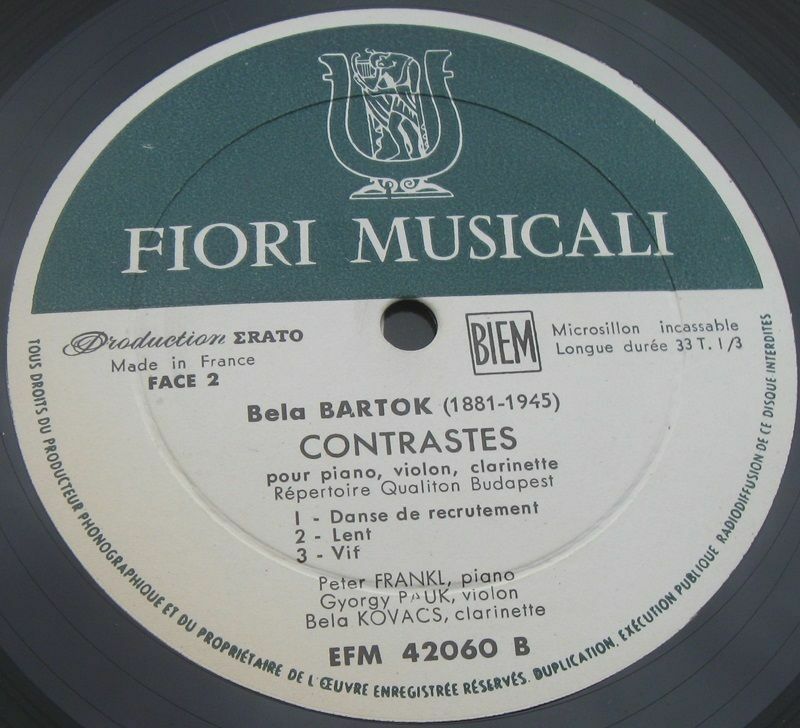 FIORI MUSICALI
Production ΣRATO
Made in France
FACE 2
BIEM
Microsillon incassable
Longue durée 33 T. 1/3
Bela BARTOK (1881-1945)
CONTRASTES
pour piano, violon, clarinette
Répertoire Qualiton Budapest
1 - Danse de recrutement
2 - Lent
3 - Vif
Peter FRANKL, piano
Gyorgy PAUK, violon
Bela KOVACS, clarinette
EFM 42060 B
TOUS DROITS DU PRODUCTEUR PHONOGRAPHIQUE ET DU PROPRIÉTAIRE DE L'ŒUVRE ENREGISTRÉE RÉSERVÉS. DUPLICATION, EXÉCUTION PUBLIQUE RADIODIFFUSION DE CE DISQUE INTERDITES